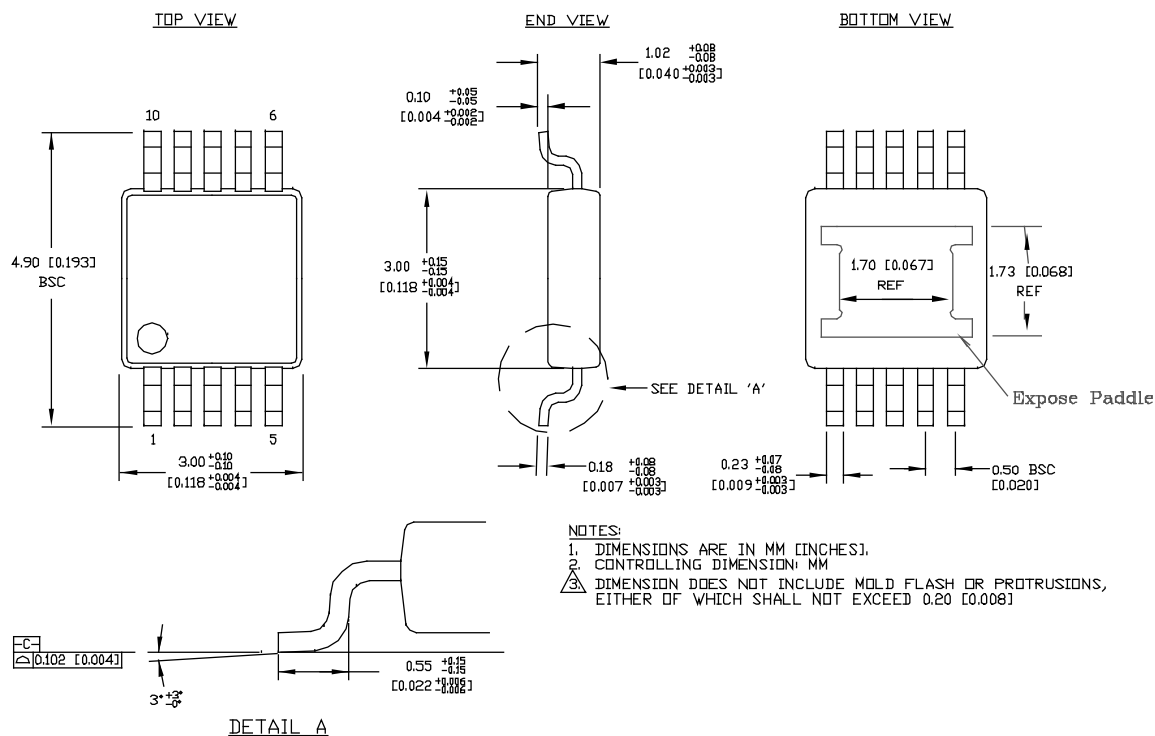 TOP VIEW
END VIEW
BOTTOM VIEW
1.02 +0.08 -0.08
[0.040 +0.003 -0.003]
0.10 +0.05 -0.05
[0.004 +0.002 -0.002]
10
6
4.90 [0.193]
BSC
3.00 +0.15 -0.15
[0.118 +0.004 -0.004]
1.70 [0.067]
REF
1.73 [0.068]
REF
SEE DETAIL 'A'
Expose Paddle
1
5
3.00 +0.10 -0.10
[0.118 +0.004 -0.004]
0.18 +0.08 -0.08
[0.007 +0.003 -0.003]
0.23 +0.07 -0.08
[0.009 +0.003 -0.003]
0.50 BSC
[0.020]
NOTES:
1. DIMENSIONS ARE IN MM [INCHES].
2. CONTROLLING DIMENSION: MM
3. DIMENSION DOES NOT INCLUDE MOLD FLASH OR PROTRUSIONS,
EITHER OF WHICH SHALL NOT EXCEED 0.20 [0.008]
-C-
0.102 [0.004]
3° +3° -0°
0.55 +0.15 -0.15
[0.022 +0.006 -0.006]
DETAIL A